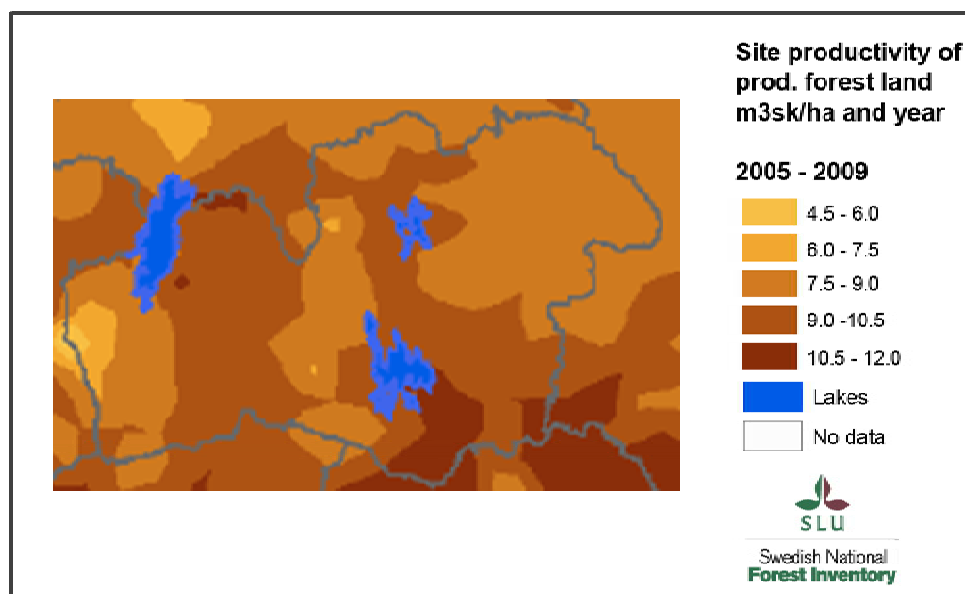 Site productivity of
prod. forest land
m3sk/ha and year
2005 - 2009
4.5 - 6.0
6.0 - 7.5
7.5 - 9.0
9.0 -10.5
10.5 - 12.0
Lakes
No data
SLU
Swedish National
Forest Inventory